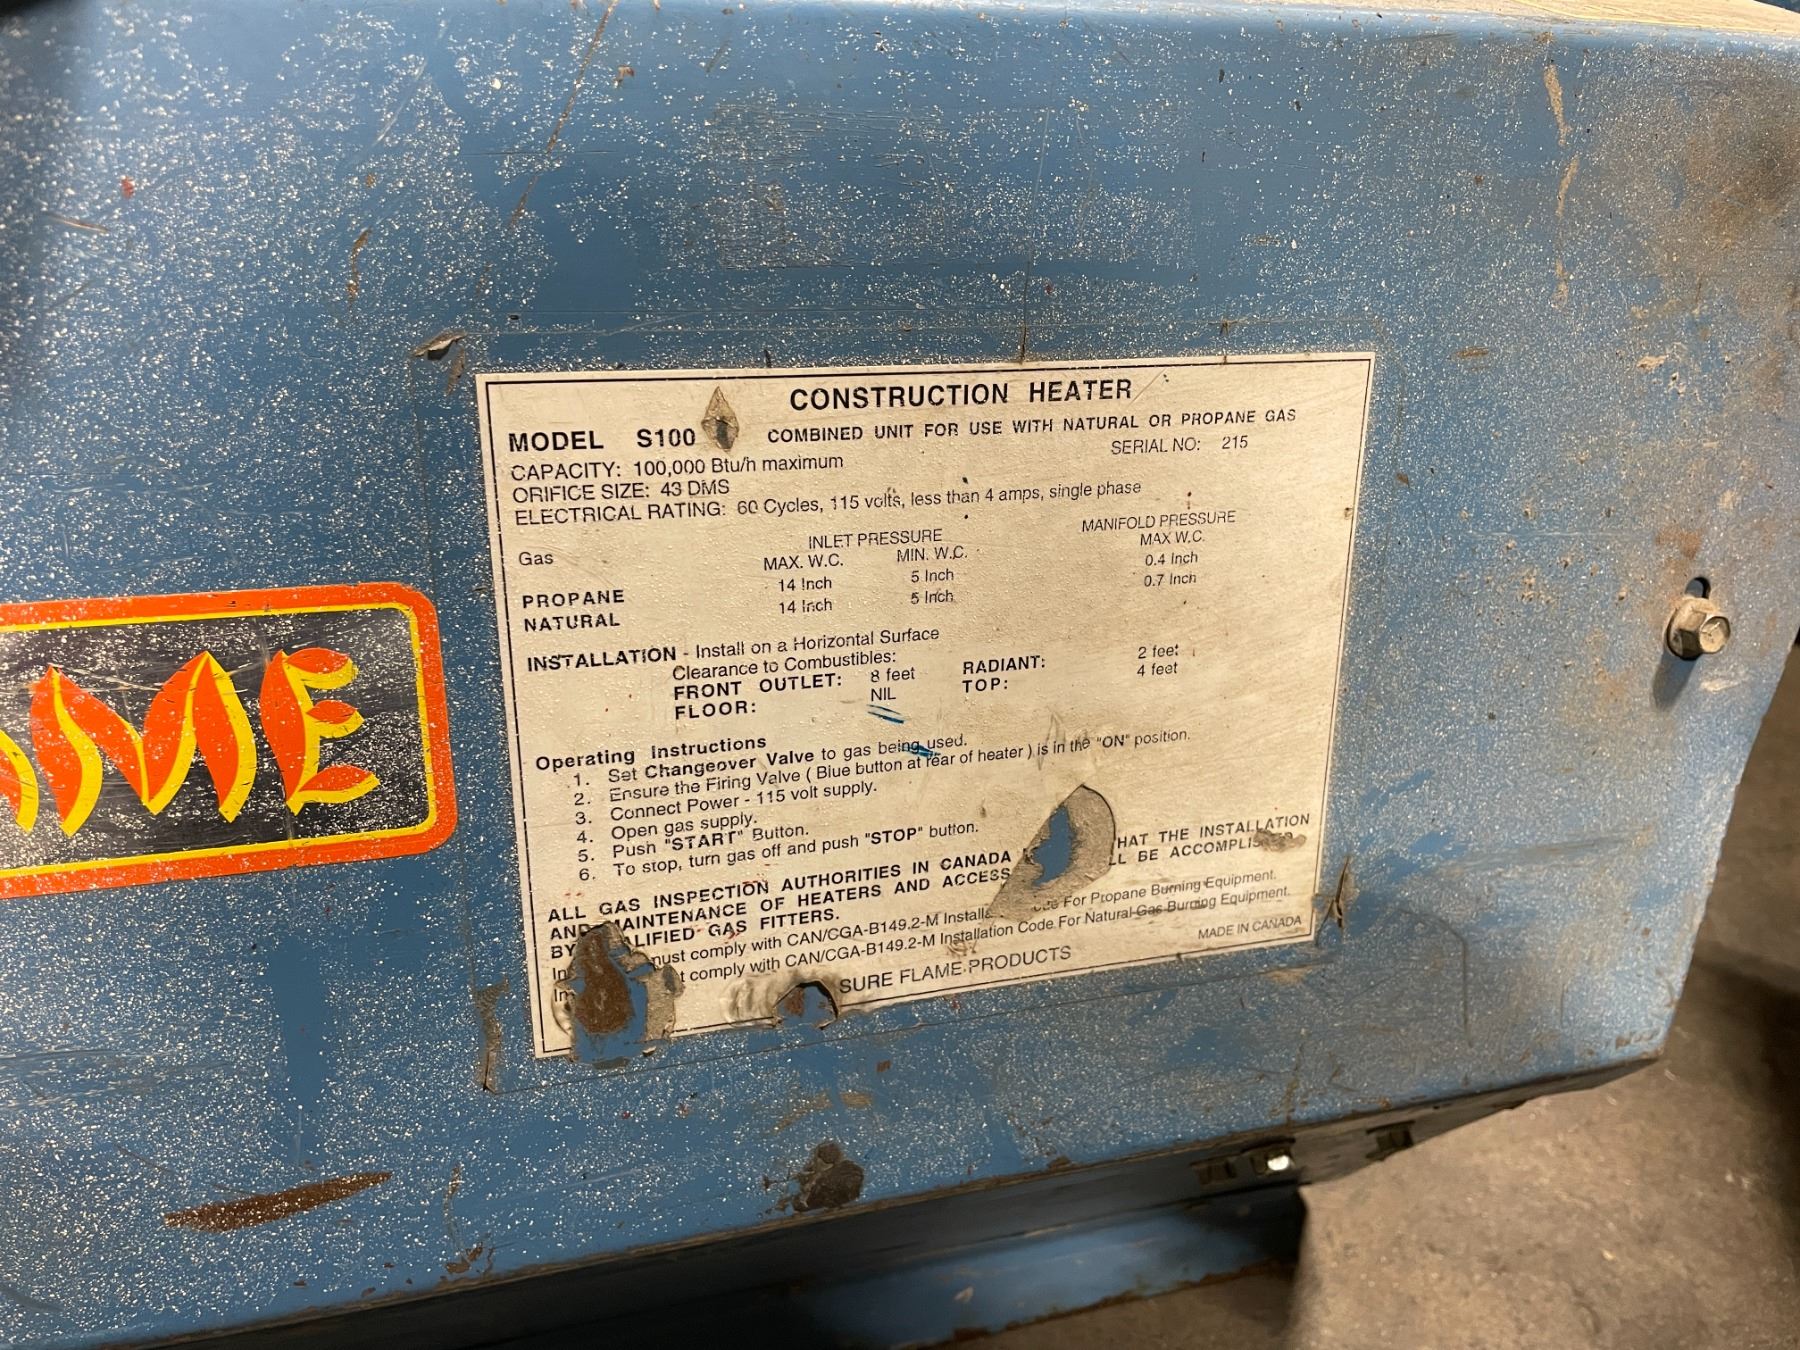 CONSTRUCTION HEATER
MODEL S100 COMBINED UNIT FOR USE WITH NATURAL OR PROPANE GAS
CAPACITY: 100,000 Btu/h maximum SERIAL NO: 215
ORIFICE SIZE: 43 DMS
ELECTRICAL RATING: 60 Cycles, 115 volts, less than 4 amps, single phase
INLET PRESSURE MANIFOLD PRESSURE
Gas MAX. W.C. MIN. W.C. MAX W.C.
PROPANE 14 Inch 5 Inch 0.4 Inch
NATURAL 14 Inch 5 Inch 0.7 Inch
INSTALLATION - Install on a Horizontal Surface
Clearance to Combustibles:
FRONT OUTLET: 8 feet RADIANT: 2 feet
FLOOR: NIL TOP: 4 feet
Operating Instructions
1. Set Changeover Valve to gas being used.
2. Ensure the Firing Valve ( Blue button at rear of heater ) is in the "ON" position.
3. Connect Power - 115 volt supply.
4. Open gas supply.
5. Push "START" Button.
6. To stop, turn gas off and push "STOP" button.
ALL GAS INSPECTION AUTHORITIES IN CANADA HAT THE INSTALLATION
AND MAINTENANCE OF HEATERS AND ACCESS LL BE ACCOMPLIS
BY LIFIED GAS FITTERS.
In must comply with CAN/CGA-B149.2-M Installa For Propane Burning Equipment.
In t comply with CAN/CGA-B149.2-M Installation Code For Natural Gas Burning Equipment.
SURE FLAME PRODUCTS MADE IN CANADA
AME